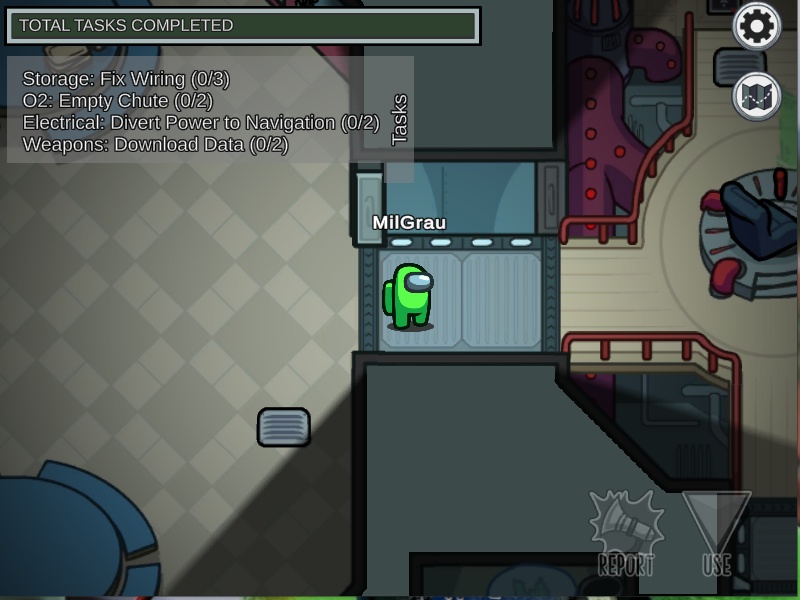 TOTAL TASKS COMPLETED
Storage: Fix Wiring (0/3)
O2: Empty Chute (0/2)
Electrical: Divert Power to Navigation (0/2)
Weapons: Download Data (0/2)
Tasks
MilGrau
REPORT
USE